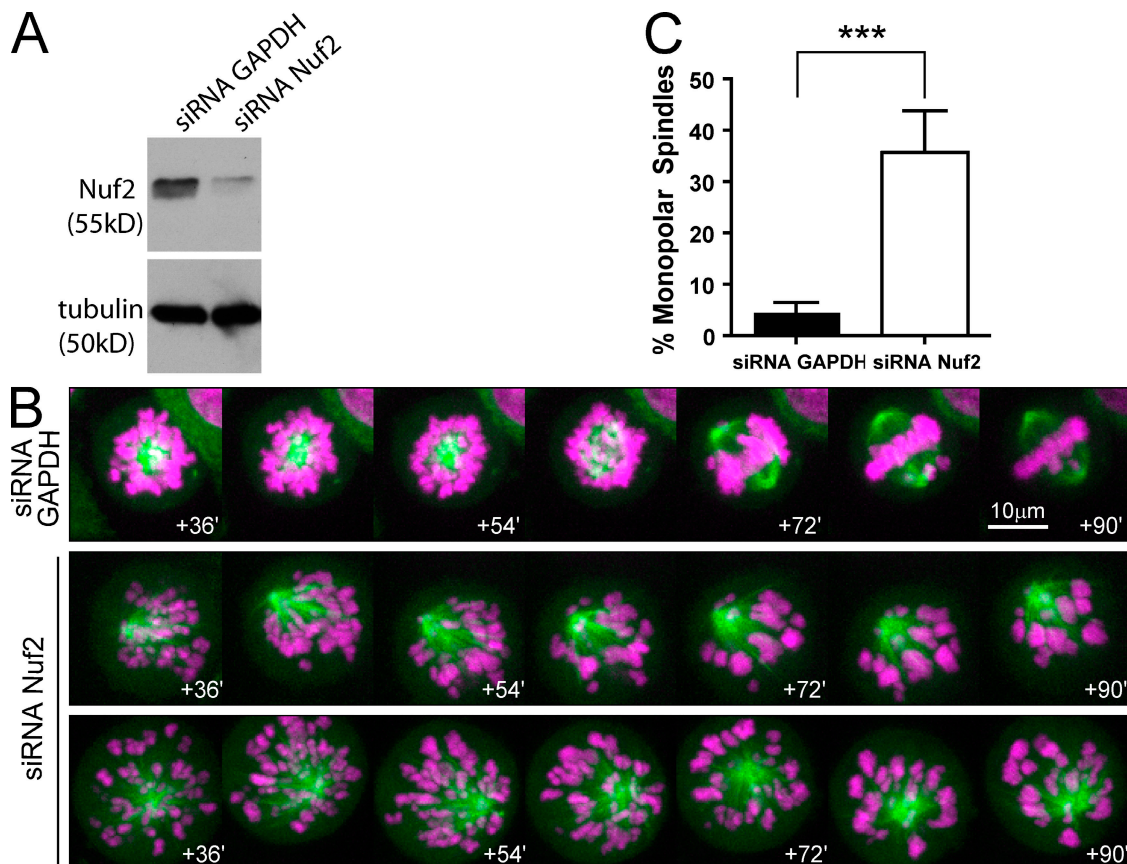 A
siRNA GAPDH
siRNA Nuf2
Nuf2
(55kD)
tubulin
(50kD)
C
***
% Monopolar Spindles
50
40
30
20
10
0
siRNA GAPDH
siRNA Nuf2
B
siRNA
GAPDH
+36'
+54'
+72'
10μm
+90'
siRNA Nuf2
+36'
+54'
+72'
+90'
+36'
+54'
+72'
+90'